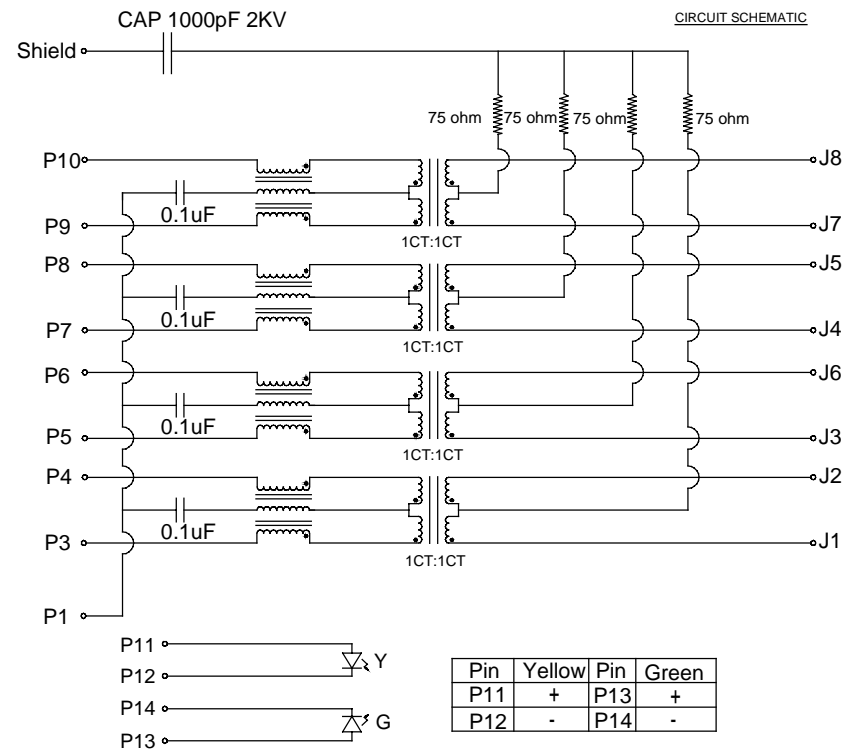 CAP 1000pF 2KV
CIRCUIT SCHEMATIC
Shield
75 ohm 75 ohm 75 ohm 75 ohm
P10 J8
0.1uF
P9 J7
1CT:1CT
P8 J5
0.1uF
P7 J4
1CT:1CT
P6 J6
0.1uF
P5 J3
1CT:1CT
P4 J2
0.1uF
P3 J1
1CT:1CT
P1
P11
Y
P12
P14
G
P13
Pin Yellow Pin Green
P11 + P13 +
P12 - P14 -